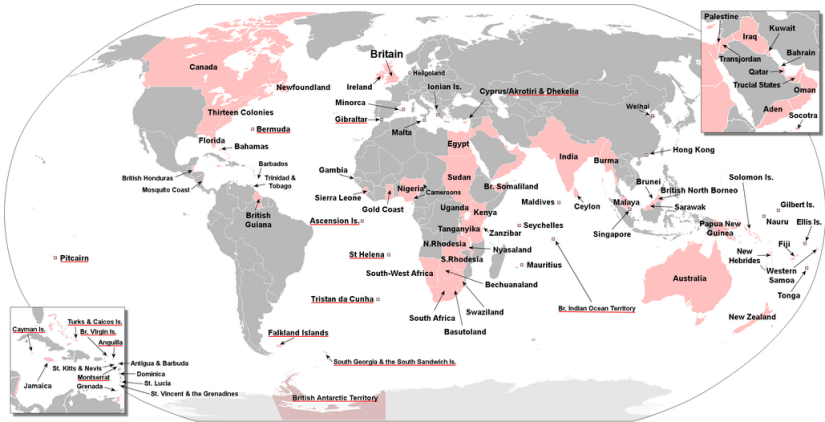 Canada
Newfoundland
Thirteen Colonies
Bermuda
Florida
Bahamas
British Honduras
Mosquito Coast
Barbados
Trinidad &
Tobago
British
Guiana
Pitcairn
Britain
Heligoland
Ireland
Ionian Is.
Minorca
Gibraltar
Malta
Cyprus/Akrotiri & Dhekelia
Weihai
Egypt
Gambia
Sierra Leone
Gold Coast
Nigeria
Cameroons
Sudan
Br. Somaliland
Uganda
Kenya
Tanganyika
Zanzibar
N.Rhodesia
Nyasaland
S.Rhodesia
South-West Africa
Bechuanaland
Swaziland
South Africa
Basutoland
Ascension Is.
St Helena
Tristan da Cunha
Falkland Islands
South Georgia & the South Sandwich Is.
British Antarctic Territory
India
Burma
Hong Kong
Maldives
Ceylon
Seychelles
Mauritius
Br. Indian Ocean Territory
Malaya
Singapore
Brunei
British North Borneo
Sarawak
Papua New
Guinea
Solomon Is.
Gilbert Is.
Nauru
Ellis Is.
Fiji
New
Hebrides
Western
Samoa
Tonga
Australia
New Zealand
Palestine
Iraq
Kuwait
Transjordan
Bahrain
Qatar
Trucial States
Oman
Aden
Socotra
Turks & Caicos Is.
Cayman Is.
Br. Virgin Is.
Anguilla
St. Kitts & Nevis
Antigua & Barbuda
Montserrat
Dominica
Jamaica
Grenada
St. Lucia
St. Vincent & the Grenadines